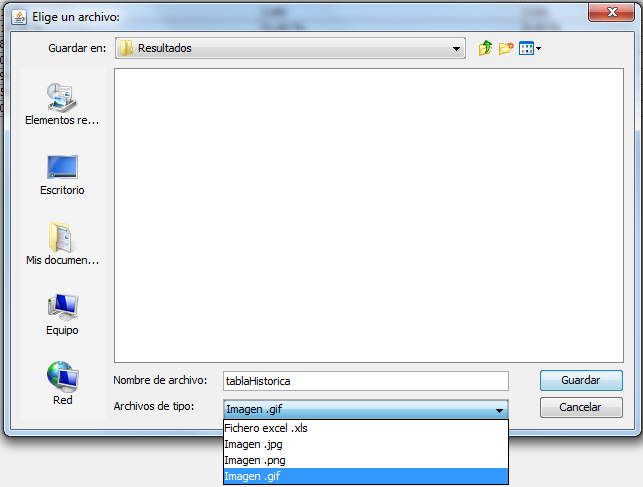 Elige un archivo:
Guardar en:
Resultados
Elementos re...
Escritorio
Mis documen...
Equipo
Red
Nombre de archivo:
tablaHistorica
Guardar
Archivos de tipo:
Imagen .gif
Cancelar
Fichero excel .xls
Imagen .jpg
Imagen .png
Imagen .gif